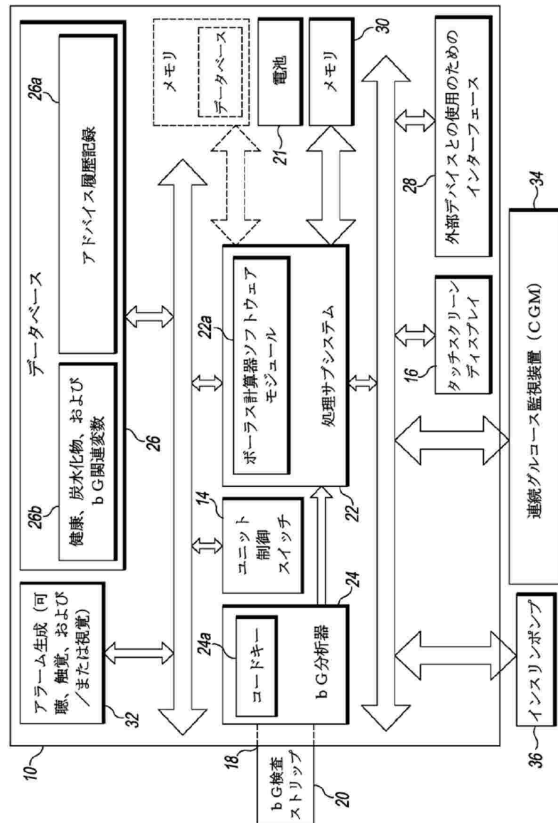 10
アラーム生成（可
聴、触覚、および
／または視覚）
32
データベース
26b
健康、炭水化物、および
bG関連変数
26
26a
アドバイス履歴記録
メモリ
データベース
電池
21
メモリ
30
18
bG検査
ストリップ
20
24a
コードキー
bG分析器
24
14
ユニット
制御
スイッチ
22a
ボーラス計算器ソフトウェア
モジュール
処理サブシステム
22
16
タッチスクリーン
ディスプレイ
28
外部デバイスとの使用のための
インターフェース
インスリンポンプ
36
連続グルコース監視装置（CGM）
34